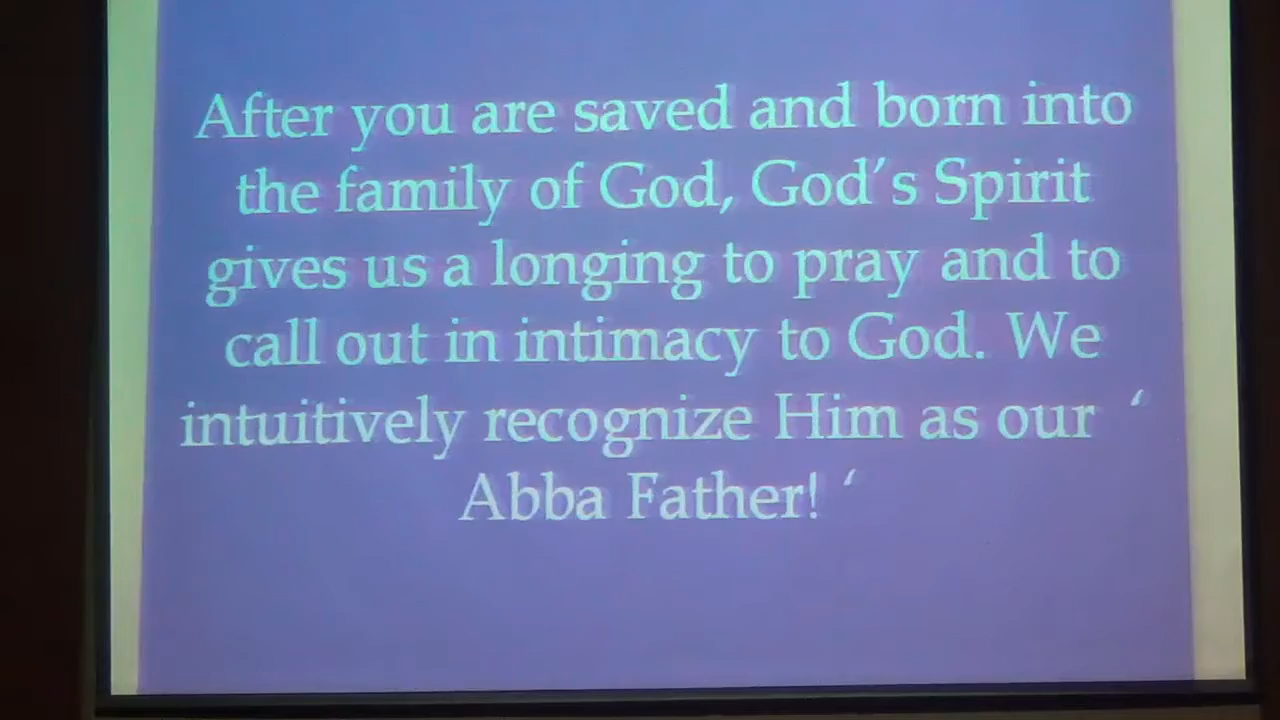 After you are saved and born into
the family of God, God’s Spirit
gives us a longing to pray and to
call out in intimacy to God. We
intuitively recognize Him as our ‘
Abba Father! ‘